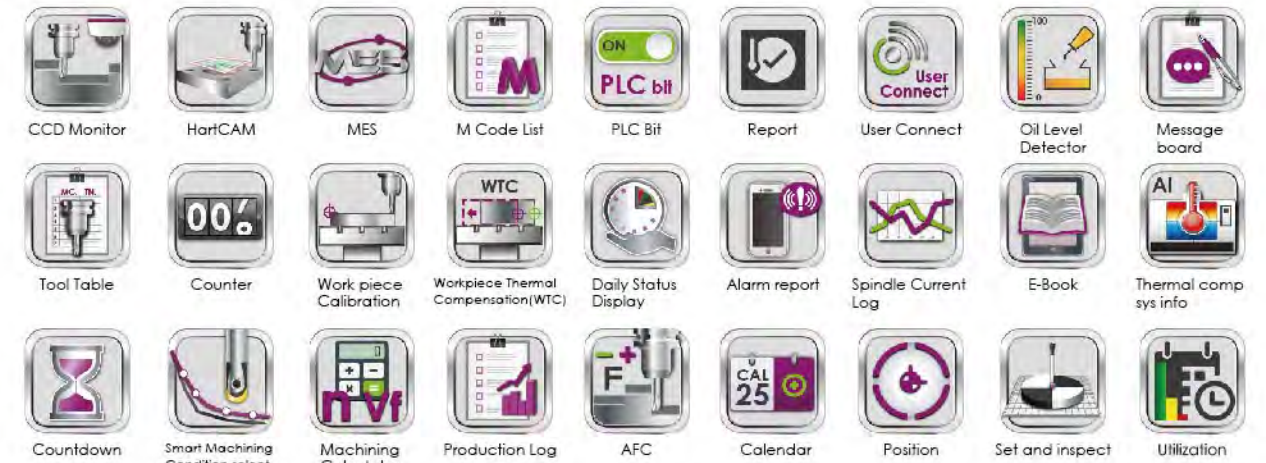 ON
PLC bit
User
Connect
100
0
CCD Monitor
HartCAM
MES
M Code List
PLC Bit
Report
User Connect
Oil Level
Detector
Message
board
MC. TN.
00
WTC
AI
Tool Table
Counter
Work piece
Calibration
Workpiece Thermal
Compensation(WTC)
Daily Status
Display
Alarm report
Spindle Current
Log
E-Book
Thermal comp
sys info
n vf
F
CAL
25
Countdown
Smart Machining
Machining
Production Log
AFC
Calendar
Position
Set and inspect
Utilization